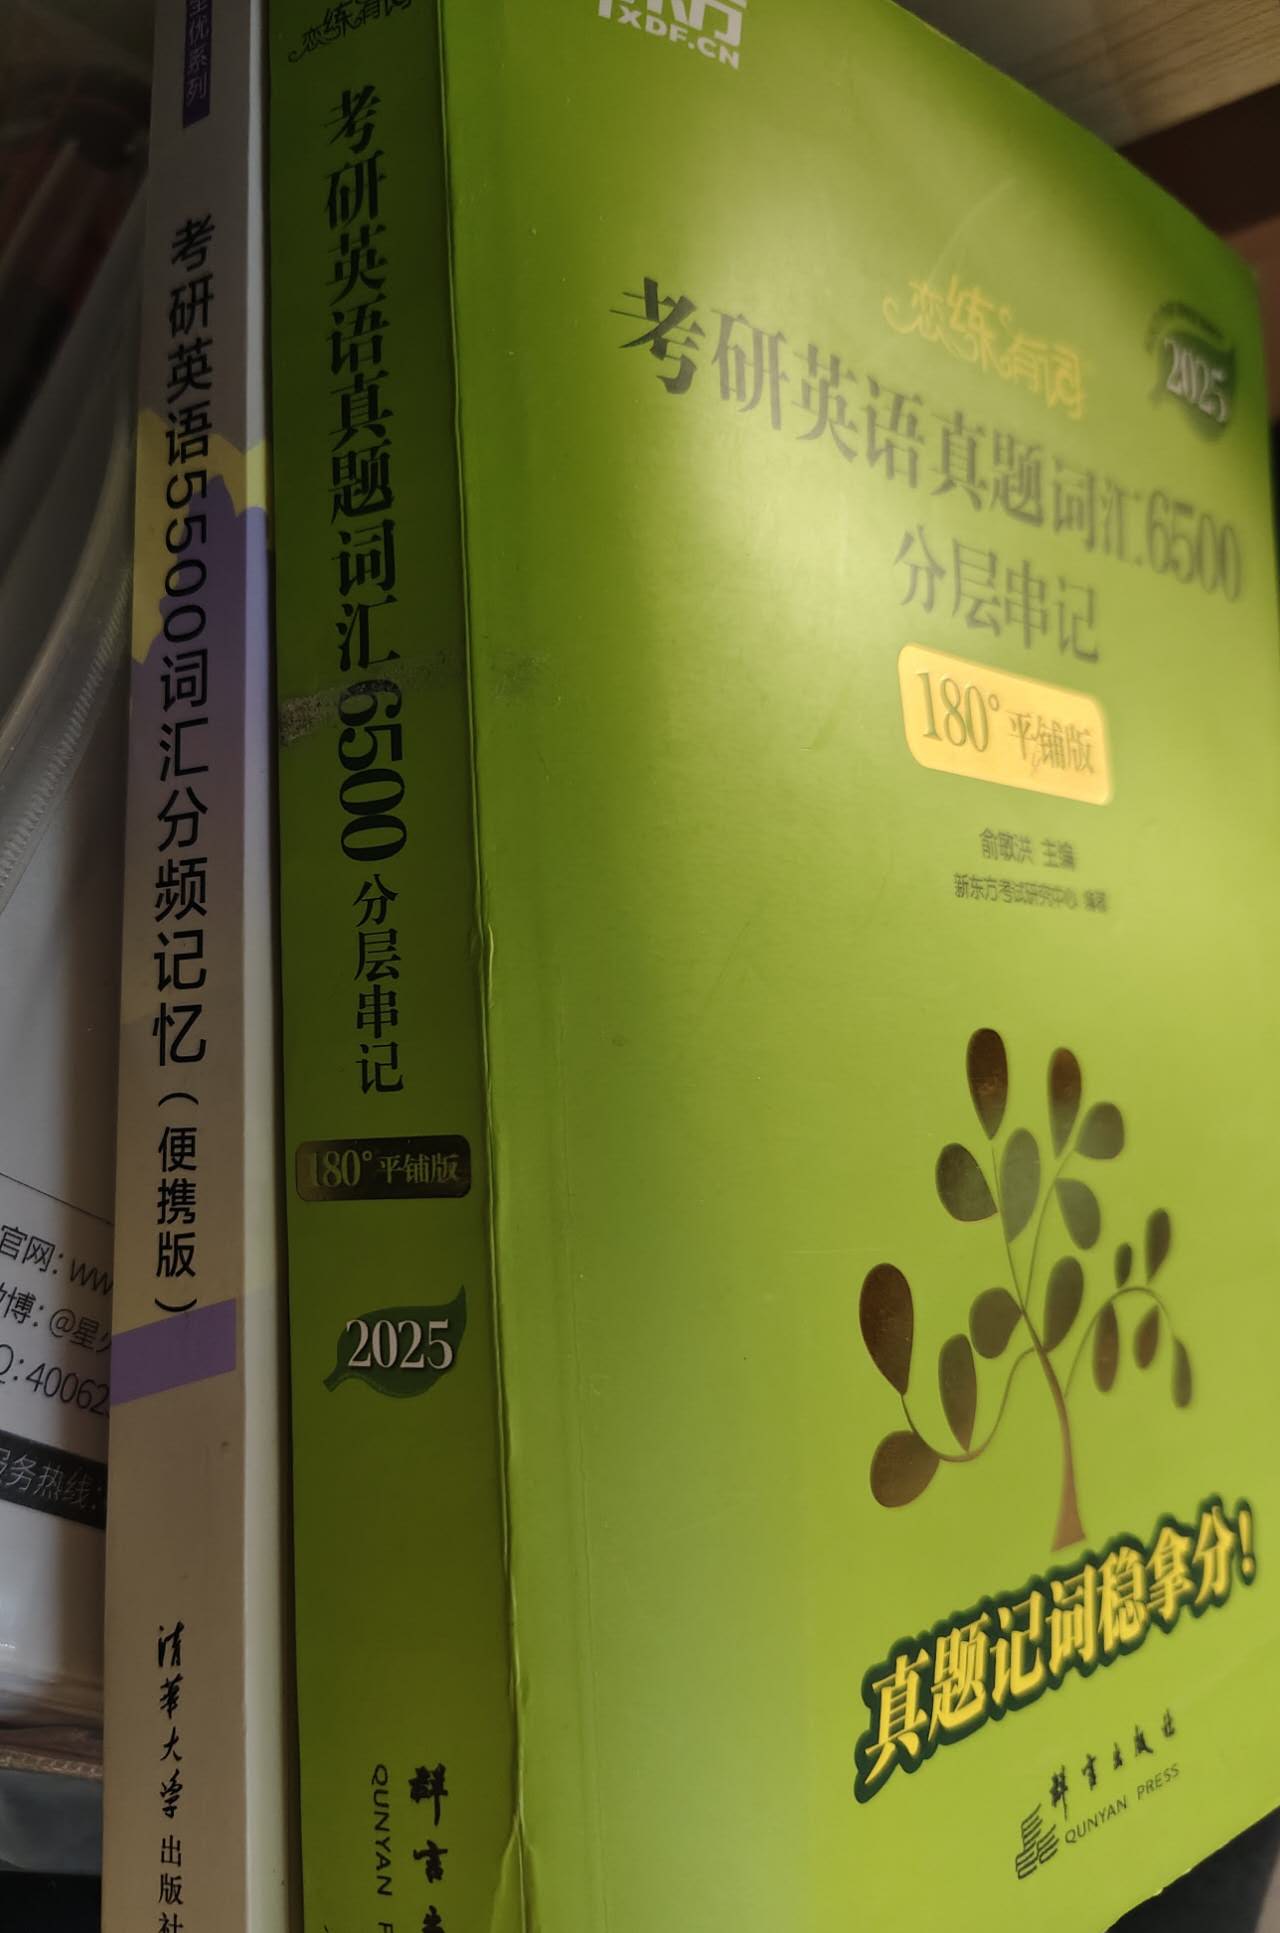 官网：ww
博：@星
Q：40062
服务热线：
优系列
考研英语5500词汇分频记忆（便携版）
清华大学出版社
恋练有词
考研英语真题词汇6500分层串记
180°平铺版
2025
群言
QUNYAN P
XDF.CN
恋练有词
2025
考研英语真题词汇6500
分层串记
180°平铺版
俞敏洪 主编
新东方考试研究中心 编著
真题记词稳拿分！
群言出版社
QUNYAN PRESS